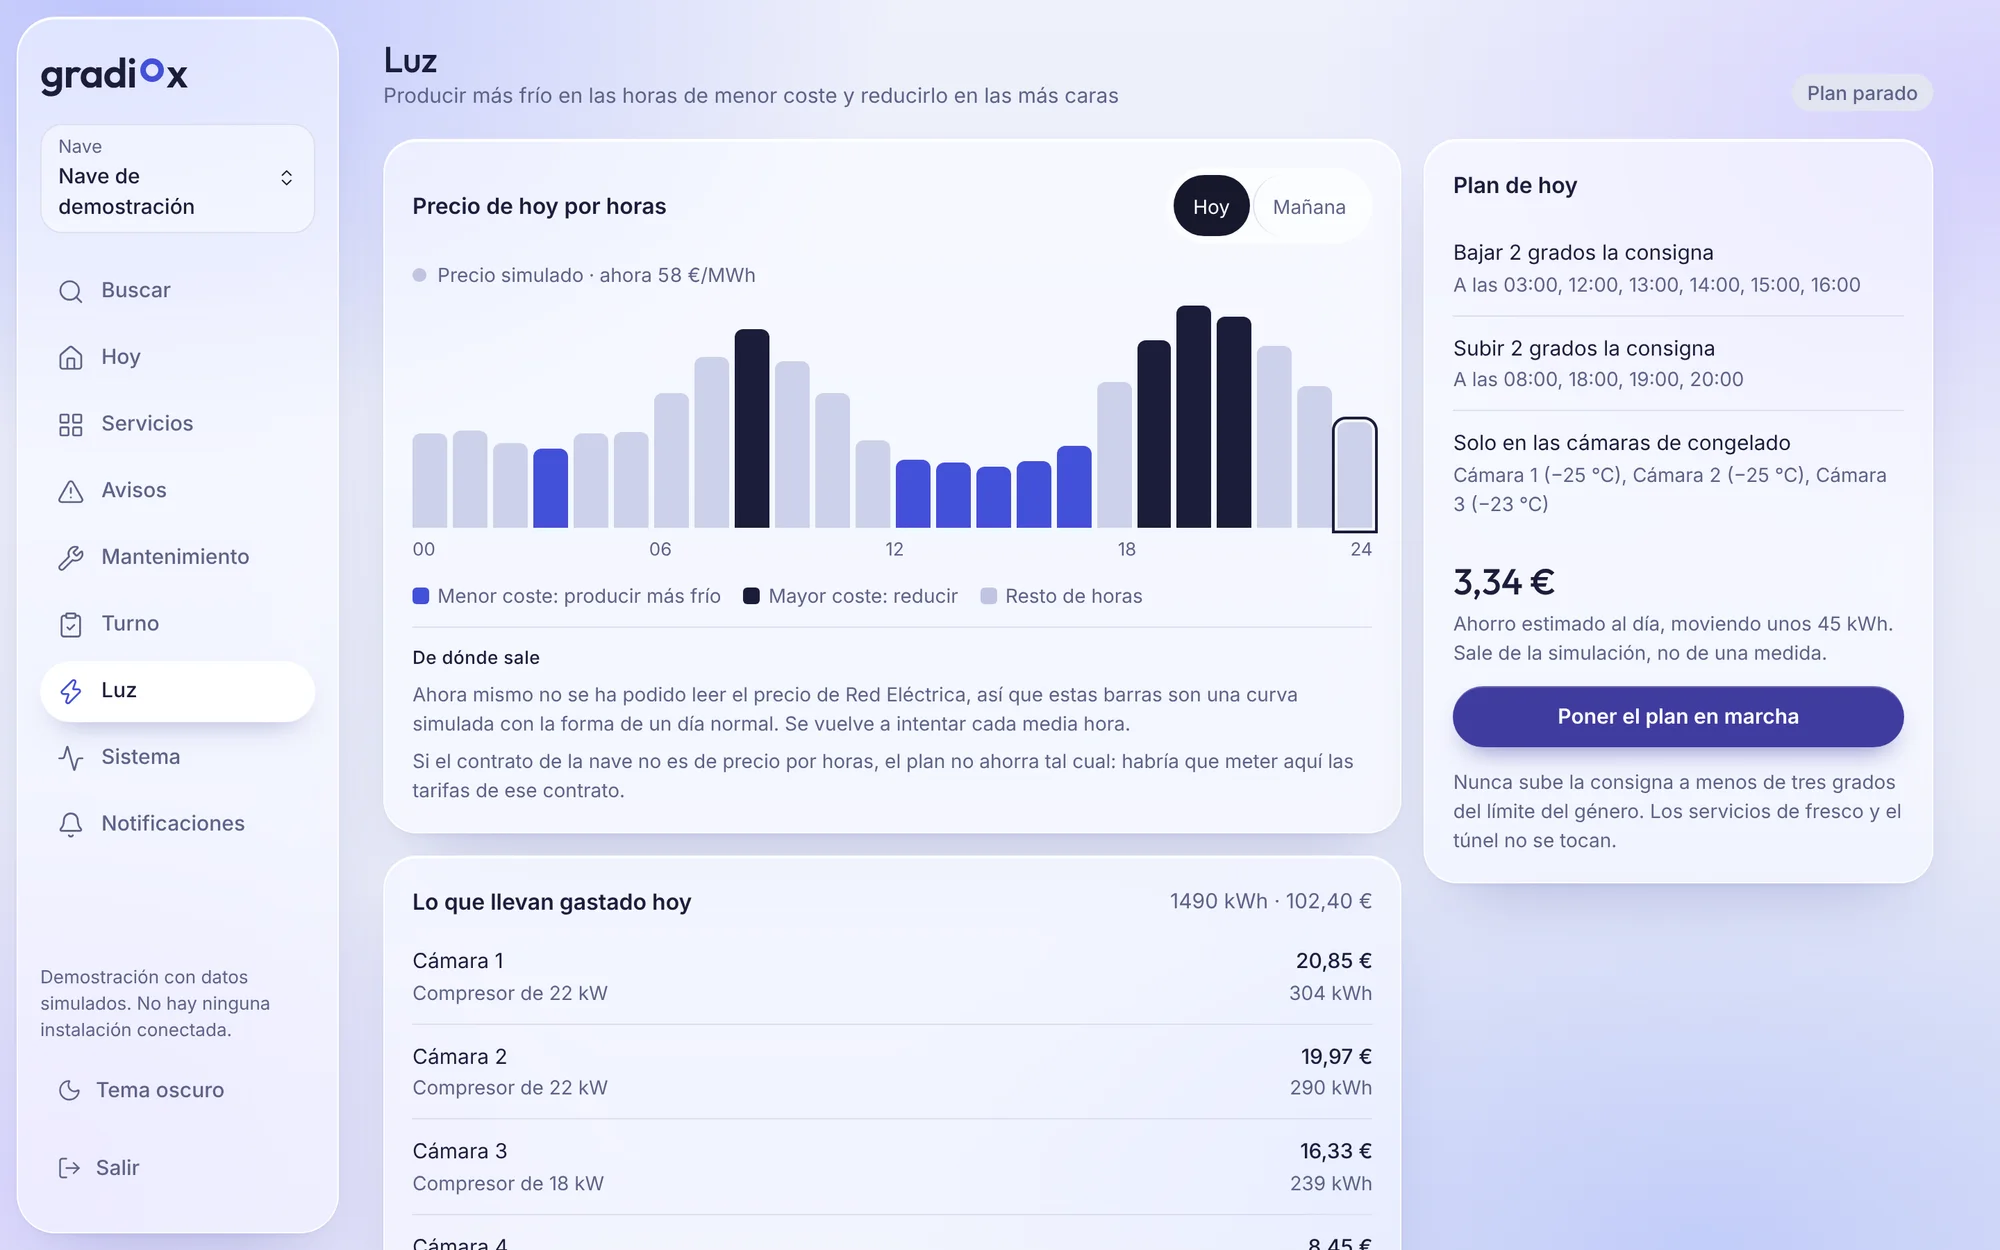 gradiox
Nave
Nave de
demostración
Buscar
Hoy
Servicios
Avisos
Mantenimiento
Turno
Luz
Sistema
Notificaciones
Demostración con datos
simulados. No hay ninguna
instalación conectada.
Tema oscuro
Salir
Luz
Producir más frío en las horas de menor coste y reducirlo en las más caras
Plan parado
Precio de hoy por horas
Hoy
Mañana
Precio simulado · ahora 58 €/MWh
00 06 12 18 24
Menor coste: producir más frío Mayor coste: reducir Resto de horas
De dónde sale
Ahora mismo no se ha podido leer el precio de Red Eléctrica, así que estas barras son una curva
simulada con la forma de un día normal. Se vuelve a intentar cada media hora.
Si el contrato de la nave no es de precio por horas, el plan no ahorra tal cual: habría que meter aquí las
tarifas de ese contrato.
Lo que llevan gastado hoy 1490 kWh · 102,40 €
Cámara 1 20,85 €
Compresor de 22 kW 304 kWh
Cámara 2 19,97 €
Compresor de 22 kW 290 kWh
Cámara 3 16,33 €
Compresor de 18 kW 239 kWh
Cámara 4 8,45 €
Plan de hoy
Bajar 2 grados la consigna
A las 03:00, 12:00, 13:00, 14:00, 15:00, 16:00
Subir 2 grados la consigna
A las 08:00, 18:00, 19:00, 20:00
Solo en las cámaras de congelado
Cámara 1 (−25 °C), Cámara 2 (−25 °C), Cámara
3 (−23 °C)
3,34 €
Ahorro estimado al día, moviendo unos 45 kWh.
Sale de la simulación, no de una medida.
Poner el plan en marcha
Nunca sube la consigna a menos de tres grados
del límite del género. Los servicios de fresco y el
túnel no se tocan.